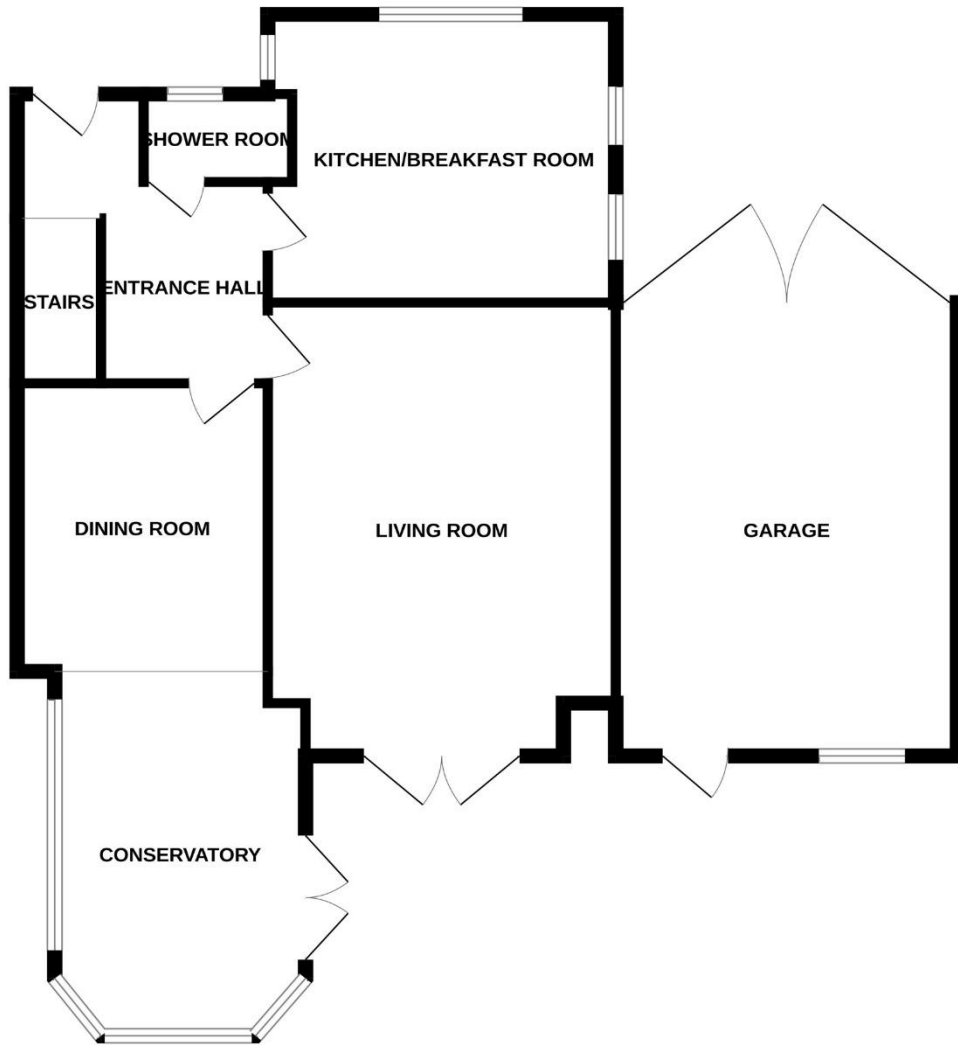 SHOWER ROOM
KITCHEN/BREAKFAST ROOM
ENTRANCE HALL
STAIRS
DINING ROOM
LIVING ROOM
GARAGE
CONSERVATORY